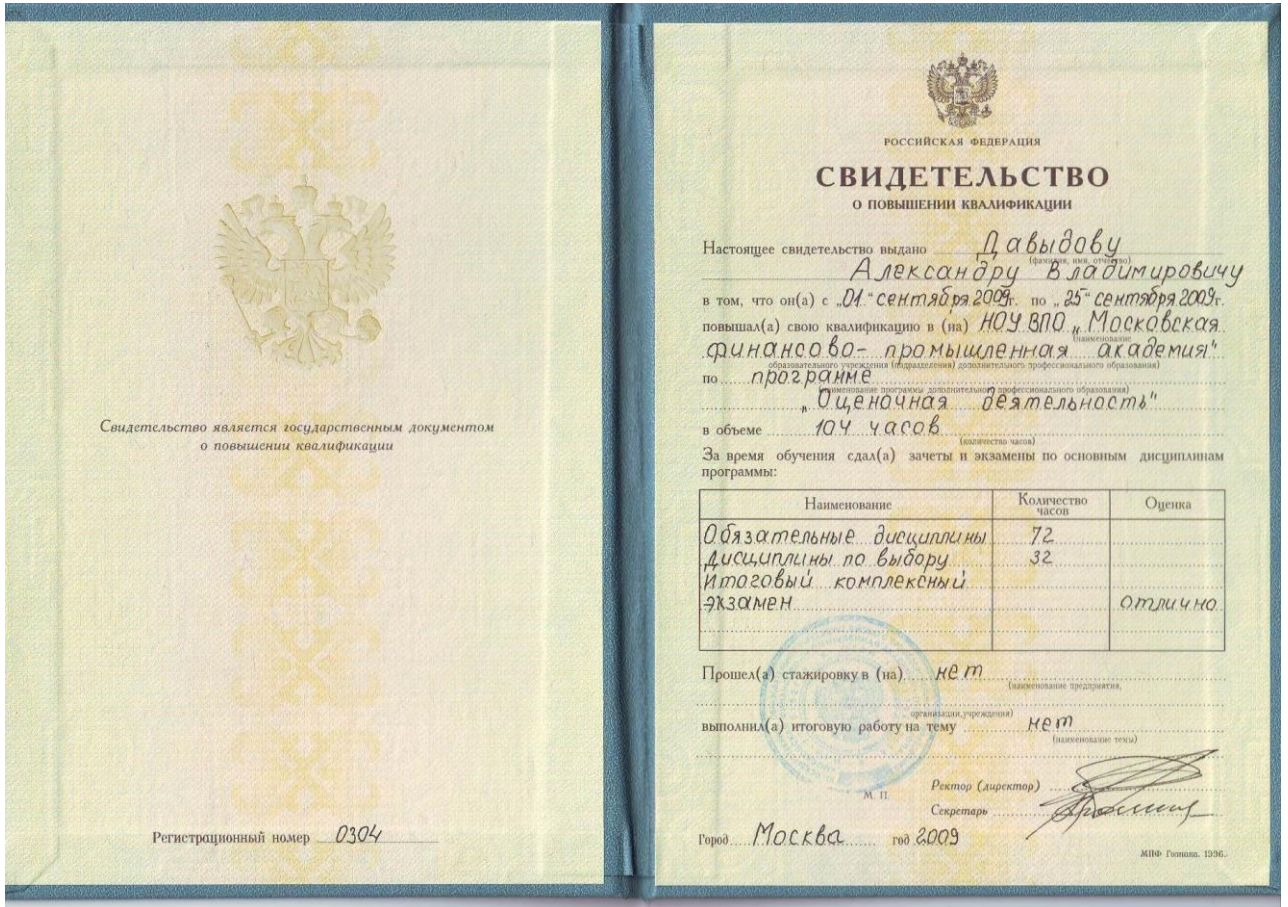 Свидетельство является государственным документом
о повышении квалификации
Регистрационный номер 0304
РОССИЙСКАЯ ФЕДЕРАЦИЯ
СВИДЕТЕЛЬСТВО
О ПОВЫШЕНИИ КВАЛИФИКАЦИИ
Настоящее свидетельство выдано Давыдову
(фамилия, имя, отчество)
Александру Владимировичу
в том, что он(а) с „01“ сентября 2009г. по „25“ сентября 2009г.
повышал(а) свою квалификацию в (на) НОУ ВПО „Московская
(наименование
финансово- промышленная академия"
образовательного учреждения (подразделения) дополнительного профессионального образования)
по программе
(наименование программы дополнительного профессионального образования)
„Оценочная деятельность"
в объеме 104 часов
(количество часов)
За время обучения сдал(а) зачеты и экзамены по основным дисциплинам
программы:
Наименование Количество часов Оценка
Обязательные дисциплины 72
Дисциплины по выбору 32
Итоговый комплексный
экзамен отлично
Прошел(а) стажировку в (на) нет
(наименование предприятия,
организации, учреждения)
выполнил(а) итоговую работу на тему нет
(наименование темы)
М. П.
Ректор (директор)
Секретарь
Город Москва год 2009
МПФ Гознака. 1996.